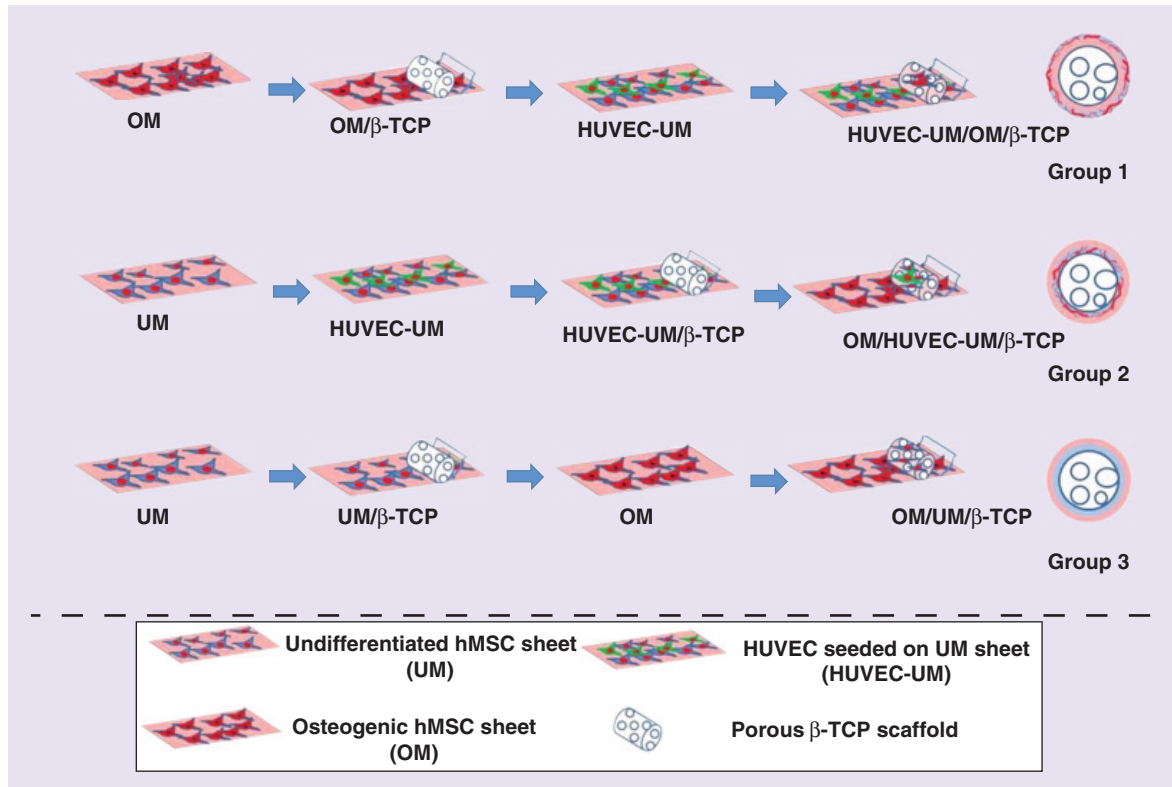 OM
OM/β-TCP
HUVEC-UM
HUVEC-UM/OM/β-TCP
Group 1
UM
HUVEC-UM
HUVEC-UM/β-TCP
OM/HUVEC-UM/β-TCP
Group 2
UM
UM/β-TCP
OM
OM/UM/β-TCP
Group 3
Undifferentiated hMSC sheet
(UM)
HUVEC seeded on UM sheet
(HUVEC-UM)
Osteogenic hMSC sheet
(OM)
Porous β-TCP scaffold